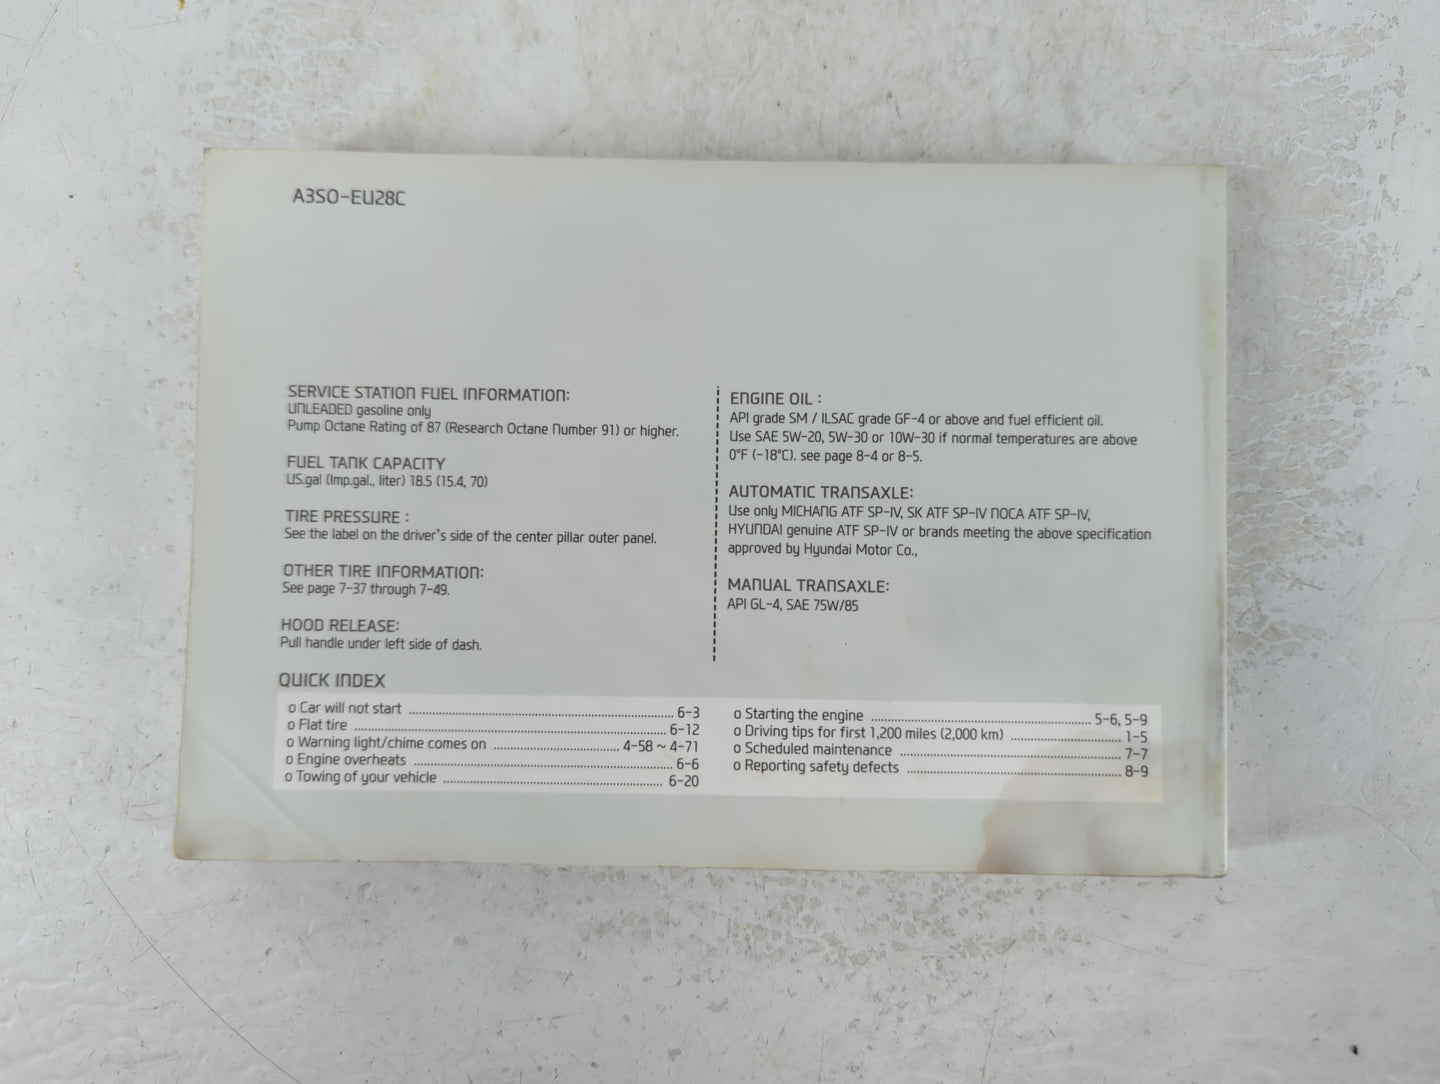 A3SO-EU28C
SERVICE STATION FUEL INFORMATION:
UNLEADED gasoline only
Pump Octane Rating of 87 (Research Octane Number 91) or higher.
FUEL TANK CAPACITY
US.gal (Imp.gal., liter) 18.5 (15.4, 70)
TIRE PRESSURE :
See the label on the driver's side of the center pillar outer panel.
OTHER TIRE INFORMATION:
See page 7-37 through 7-49.
HOOD RELEASE:
Pull handle under left side of dash.
ENGINE OIL :
API grade SM / ILSAC grade GF-4 or above and fuel efficient oil.
Use SAE 5W-20, 5W-30 or 10W-30 if normal temperatures are above
0°F (-18°C). see page 8-4 or 8-5.
AUTOMATIC TRANSAXLE:
Use only MICHANG ATF SP-IV, SK ATF SP-IV NOCA ATF SP-IV,
HYUNDAI genuine ATF SP-IV or brands meeting the above specification
approved by Hyundai Motor Co.,
MANUAL TRANSAXLE:
API GL-4, SAE 75W/85
QUICK INDEX
o Car will not start ........ 6-3
o Flat tire ........ 6-12
o Warning light/chime comes on ........ 4-58 ~ 4-71
o Engine overheats ........ 6-6
o Towing of your vehicle ........ 6-20
o Starting the engine ........ 5-6, 5-9
o Driving tips for first 1,200 miles (2,000 km) ........ 1-5
o Scheduled maintenance ........ 7-7
o Reporting safety defects ........ 8-9